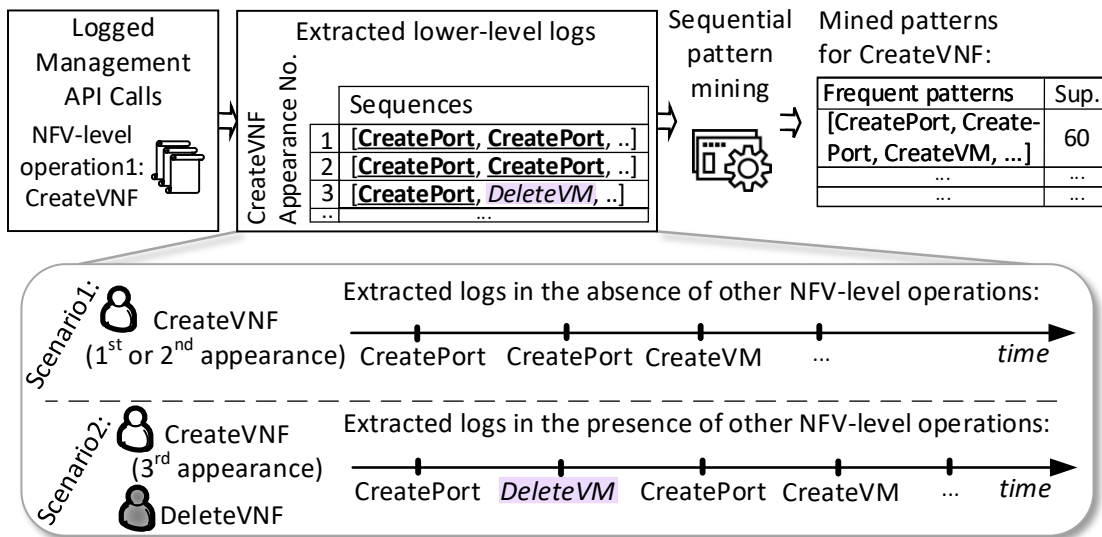 Logged
Management
API Calls
NFV-level
operation1:
CreateVNF
Extracted lower-level logs
CreateVNF
Appearance No.
Sequences
1 [CreatePort, CreatePort, ..]
2 [CreatePort, CreatePort, ..]
3 [CreatePort, DeleteVM, ..]
.. ...
Sequential
pattern
mining
Mined patterns
for CreateVNF:
Frequent patterns Sup.
[CreatePort, Create-
Port, CreateVM, ...] 60
... ...
... ...
Scenario1:
CreateVNF
(1st or 2nd appearance)
Extracted logs in the absence of other NFV-level operations:
CreatePort CreatePort CreateVM ... time
Scenario2:
CreateVNF
(3rd appearance)
DeleteVNF
Extracted logs in the presence of other NFV-level operations:
CreatePort DeleteVM CreatePort CreateVM ... time